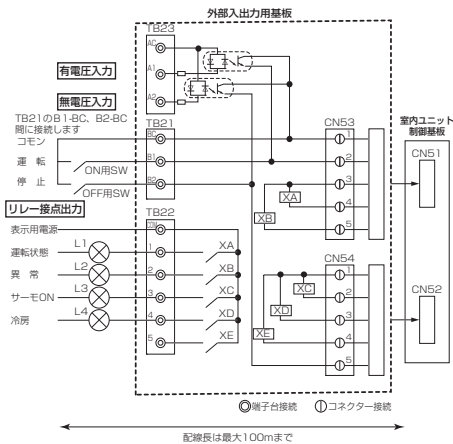 外部入出力用基板
TB23
AC
A1
A2
有電圧入力
無電圧入力
TB21のB1-BC、B2-BC
間に接続します
コモン
運 転
停 止
ON用SW
OFF用SW
TB21
BC
B1
B2
CN53
1
2
3
4
5
XA
XB
室内ユニット
制御基板
CN51
リレー接点出力
表示用電源
運転状態
異 常
サーモON
冷房
L1
L2
L3
L4
TB22
COM
1
2
3
4
5
XA
XB
XC
XD
XE
CN54
1
2
3
4
5
XC
XD
XE
CN52
端子台接続
コネクター接続
配線長は最大100mまで